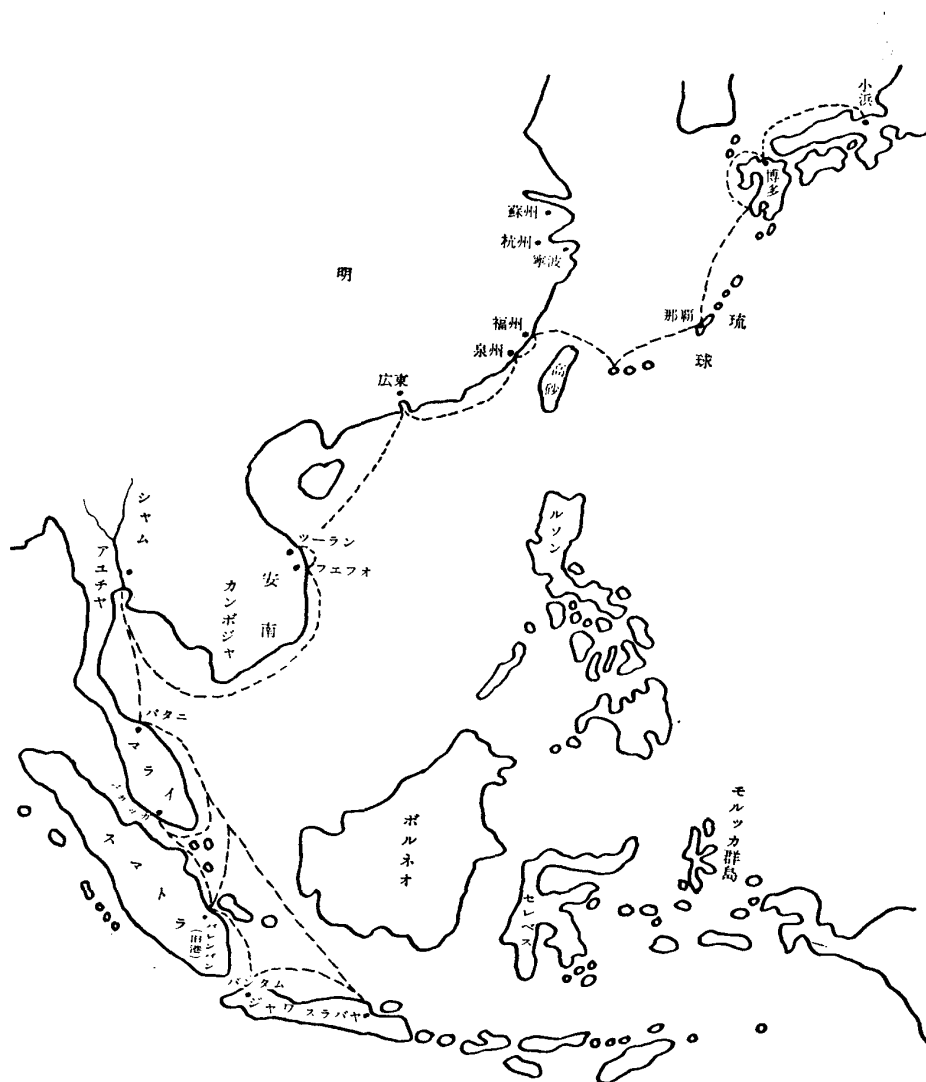 小浜
博多
蘇州
杭州
寧波
明
福州
泉州
那覇
琉球
高砂
広東
シャム
アユチヤ
ツーラン
フエフォ
安南
カンボジャ
ルソン
パタニ
マライ
スマトラ
パレンバン
(旧港)
ボルネオ
セレベス
モルッカ群島
バンタム
ジャワ
スラバヤ